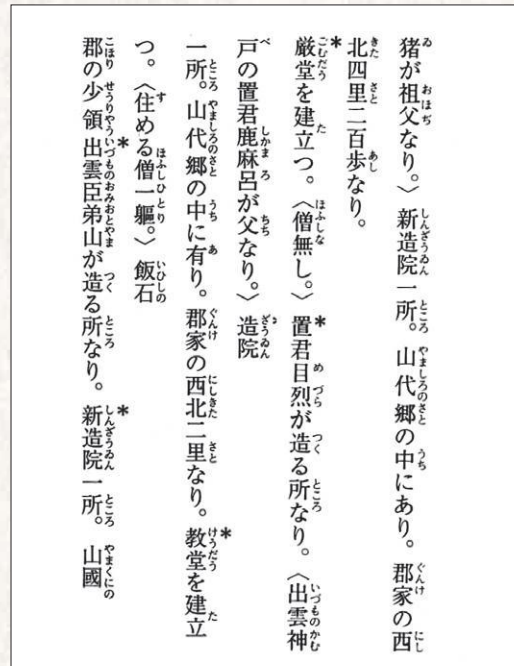 猪が祖父なり。〉 新造院一所。山代郷の中にあり。郡家の西
北四里二百歩なり。
厳堂を建立つ。〈僧無し。〉 置君目烈が造る所なり。〈出雲神
戸の置君鹿麻呂が父なり。〉 造院
一所。山代郷の中に有り。郡家の西北二里なり。教堂を建立
つ。〈住める僧一軀。〉 飯石
郡の少領出雲臣弟山が造る所なり。 新造院一所。山國